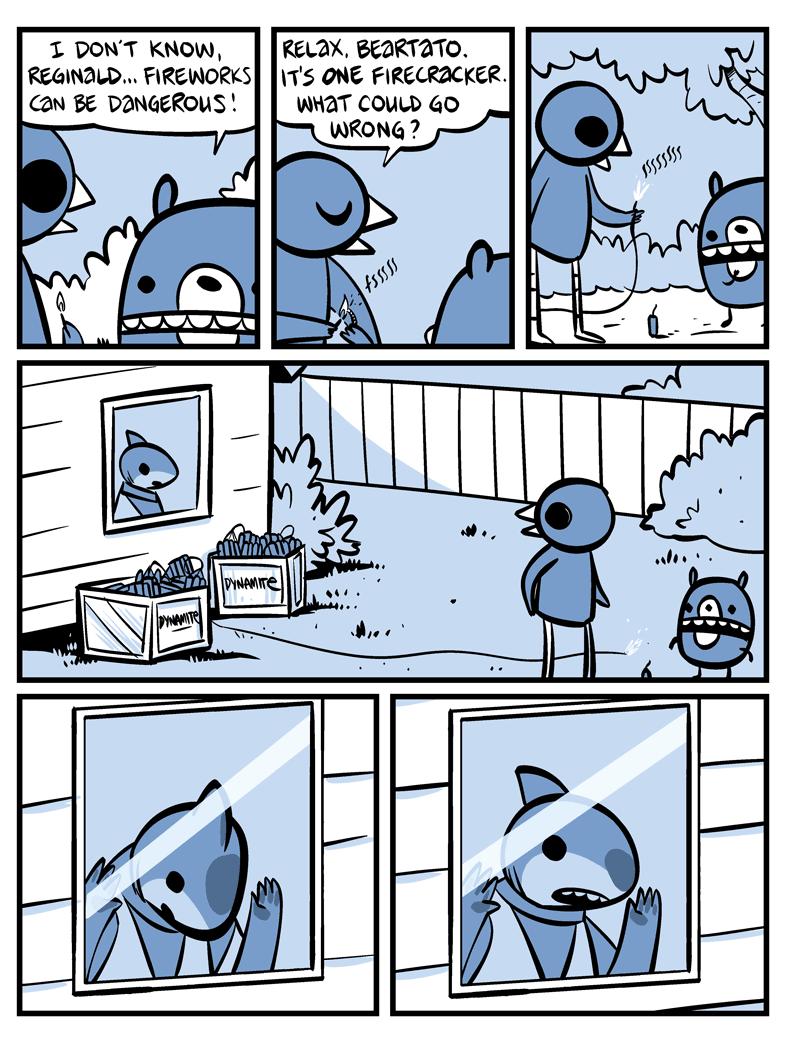 I DON'T KNOW,
REGINALD... FIREWORKS
CAN BE DANGEROUS!
RELAX, BEARTATO.
IT'S ONE FIRECRACKER.
WHAT COULD GO
WRONG?
fsssss
sssssss
DYNAMITE
DYNAMITE